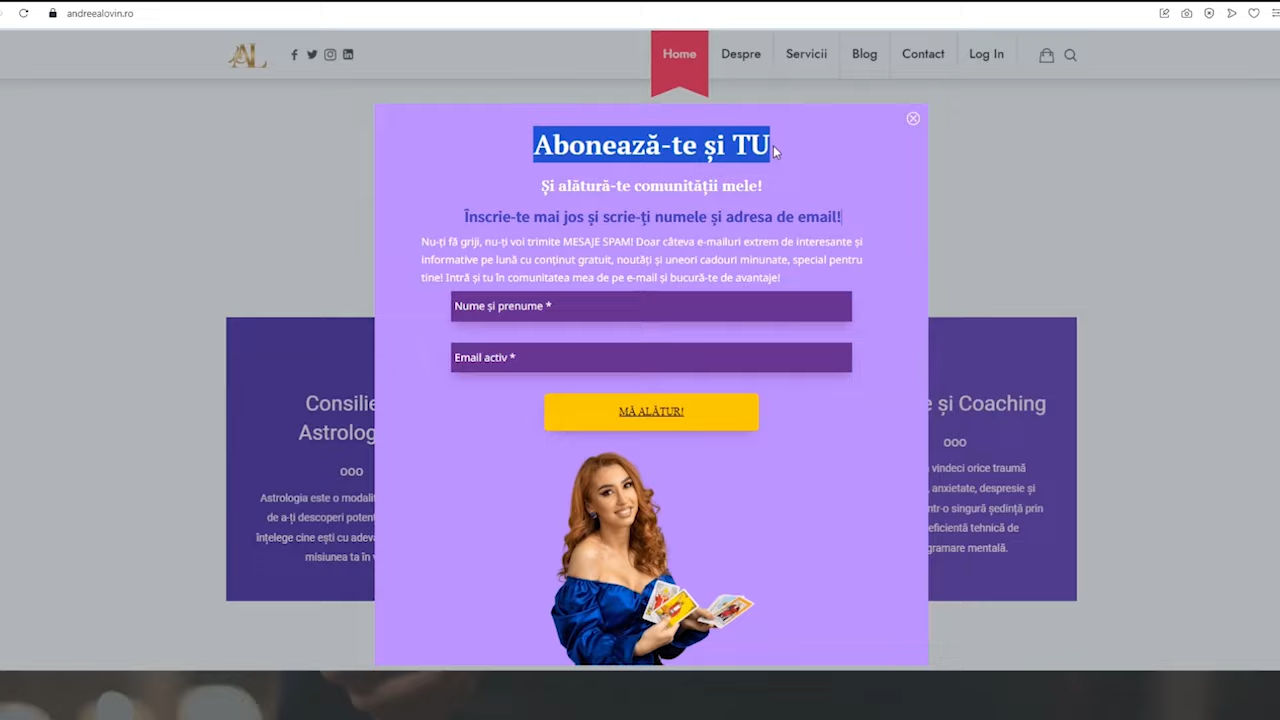 andreealovin.ro
AL
Home
Despre
Servicii
Blog
Contact
Log In
Abonează-te și TU
Și alătură-te comunității mele!
Înscrie-te mai jos și scrie-ți numele și adresa de email!
Nu-ți fă griji, nu-ți voi trimite MESAJE SPAM! Doar câteva e-mailuri extrem de interesante și
informative pe lună cu conținut gratuit, noutăți și uneori cadouri minunate, special pentru
tine! Intră și tu în comunitatea mea de pe e-mail și bucură-te de avantaje!
Nume și prenume *
Email activ *
MĂ ALĂTUR!
Consilie
Astrolog
ooo
Astrologia este o modalit
de a-ți descoperi potent
înțelege cine ești cu adev
misiunea ta în v
e și Coaching
ooo
vindeci orice traumă
, anxietate, despresie și
ntr-o singură ședință prin
eficientă tehnică de
gramare mentală.